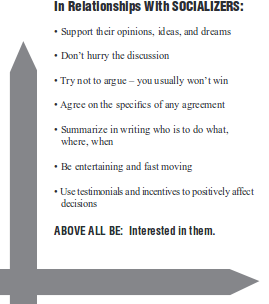 In Relationships With SOCIALIZERS:
• Support their opinions, ideas, and dreams
• Don't hurry the discussion
• Try not to argue – you usually won't win
• Agree on the specifics of any agreement
• Summarize in writing who is to do what,
where, when
• Be entertaining and fast moving
• Use testimonials and incentives to positively affect
decisions
ABOVE ALL BE: Interested in them.